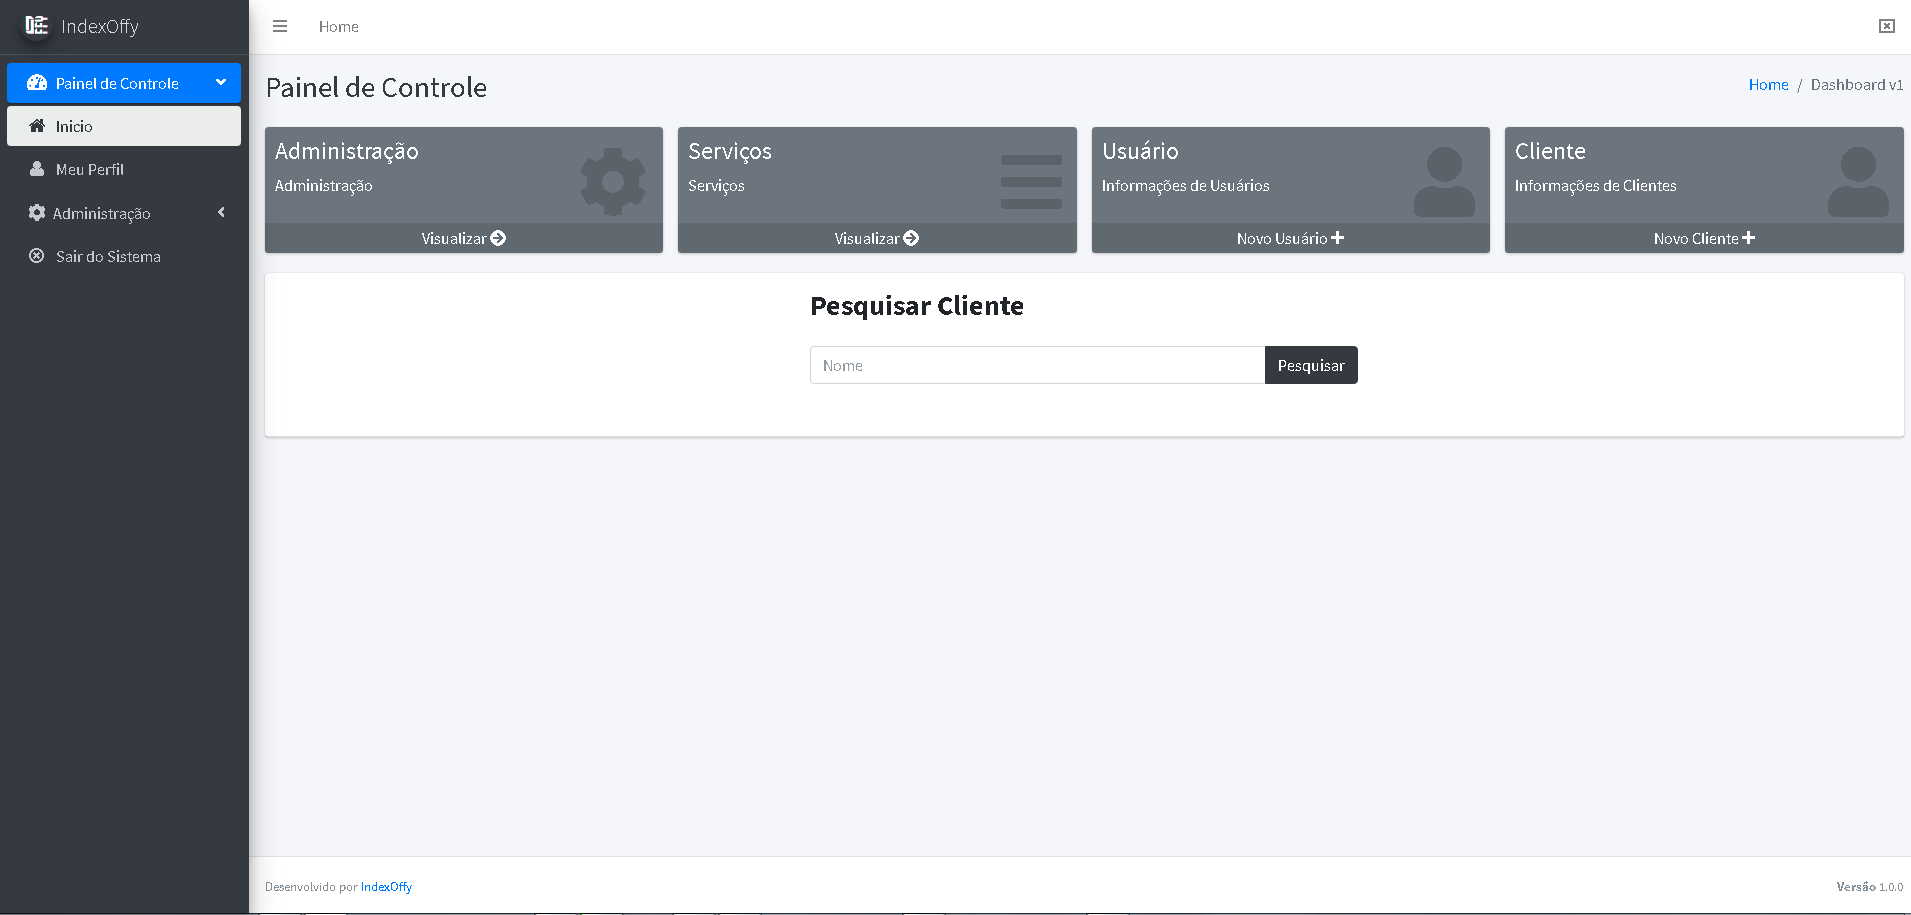 IndexOffy
Home
Painel de Controle
Inicio
Meu Perfil
Administração
Sair do Sistema
Painel de Controle
Home / Dashboard v1
Administração
Administração
Visualizar
Serviços
Serviços
Visualizar
Usuário
Informações de Usuários
Novo Usuário
Cliente
Informações de Clientes
Novo Cliente
Pesquisar Cliente
Nome
Pesquisar
Desenvolvido por IndexOffy
Versão 1.0.0